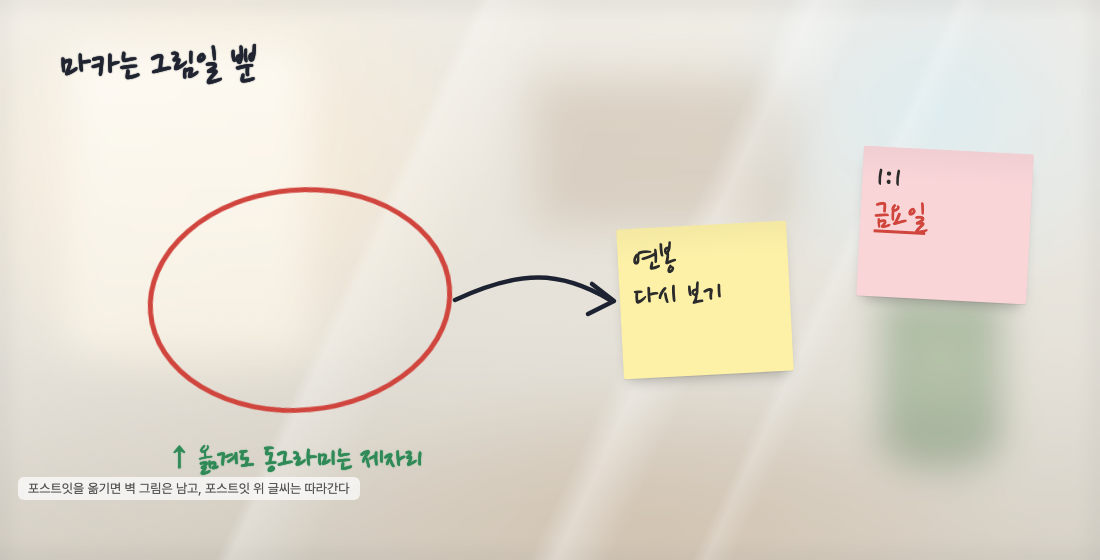 마카는 그림일 뿐
1:1
금요일
연봉
다시 보기
↑ 옮겨도 동그라미는 제자리
포스트잇을 옮기면 벽 그림은 남고, 포스트잇 위 글씨는 따라간다